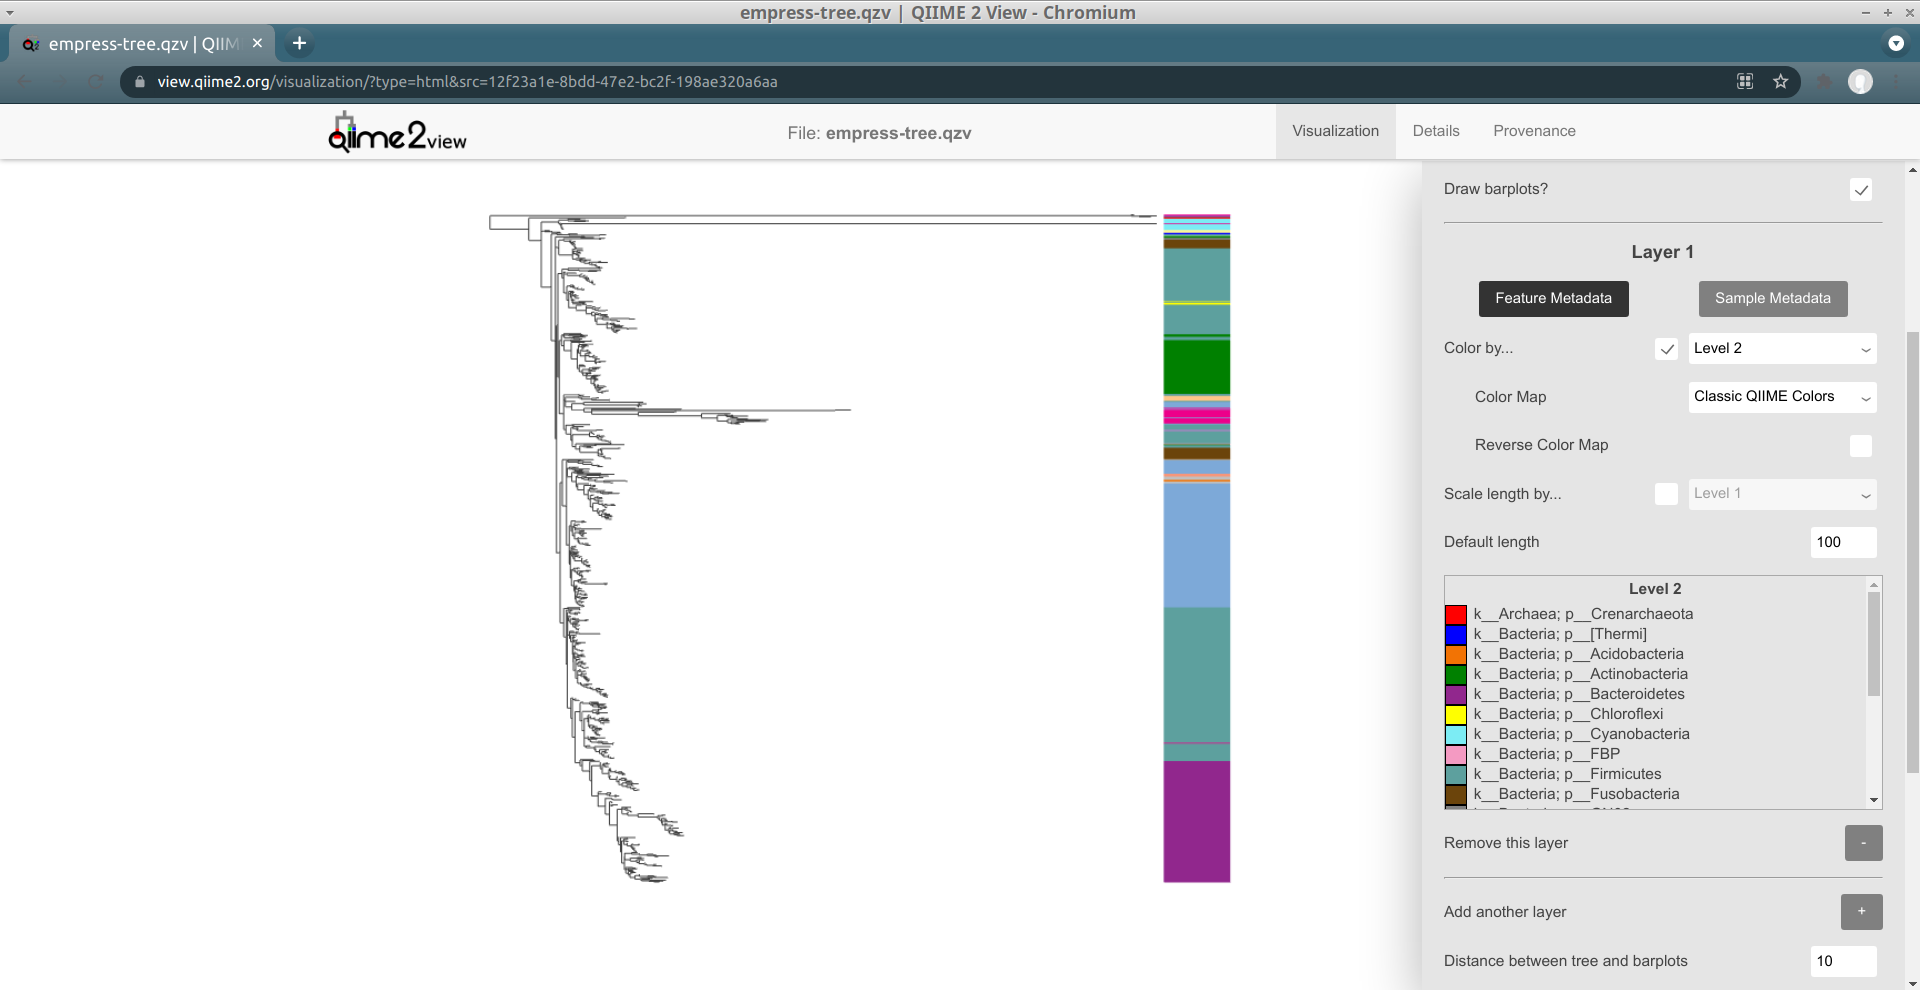 empress-tree.qzv | QIIME 2 View - Chromium
empress-tree.qzv | QIIM
view.qiime2.org/visualization/?type=html&src=12f23a1e-8bdd-47e2-bc2f-198ae320a6aa
qiime2view
File: empress-tree.qzv
Visualization
Details
Provenance
Draw barplots?
Layer 1
Feature Metadata
Sample Metadata
Color by...
Level 2
Color Map
Classic QIIME Colors
Reverse Color Map
Scale length by...
Level 1
Default length
100
Level 2
k__Archaea; p__Crenarchaeota
k__Bacteria; p__[Thermi]
k__Bacteria; p__Acidobacteria
k__Bacteria; p__Actinobacteria
k__Bacteria; p__Bacteroidetes
k__Bacteria; p__Chloroflexi
k__Bacteria; p__Cyanobacteria
k__Bacteria; p__FBP
k__Bacteria; p__Firmicutes
k__Bacteria; p__Fusobacteria
Remove this layer
-
Add another layer
+
Distance between tree and barplots
10